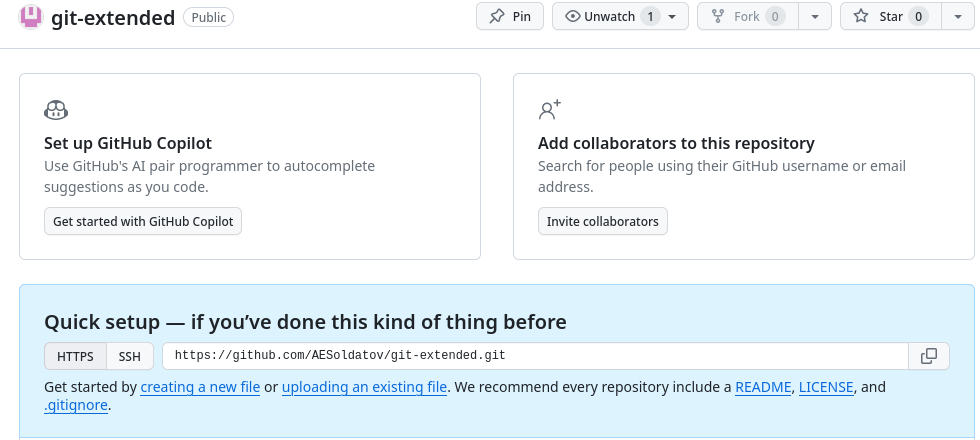 git-extended Public Pin Unwatch 1 Fork 0 Star 0
Set up GitHub Copilot
Use GitHub's AI pair programmer to autocomplete
suggestions as you code.
Get started with GitHub Copilot
Add collaborators to this repository
Search for people using their GitHub username or email
address.
Invite collaborators
Quick setup — if you’ve done this kind of thing before
HTTPS SSH https://github.com/AESoldatov/git-extended.git
Get started by creating a new file or uploading an existing file. We recommend every repository include a README, LICENSE, and
.gitignore.